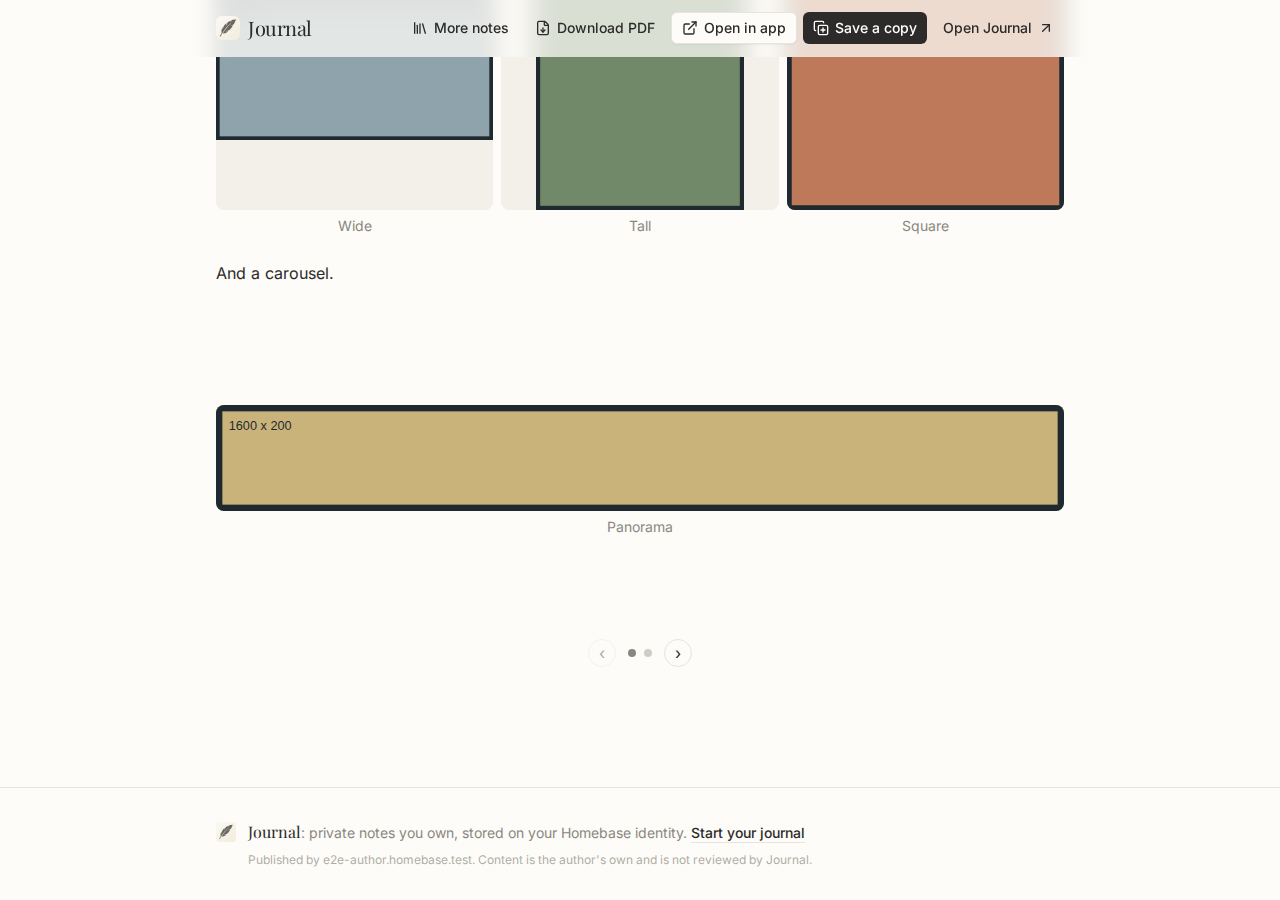 Journal
More notes
Download PDF
Open in app
Save a copy
Open Journal
Wide
Tall
Square
And a carousel.
1600 x 200
Panorama
Journal: private notes you own, stored on your Homebase identity. Start your journal
Published by e2e-author.homebase.test. Content is the author's own and is not reviewed by Journal.